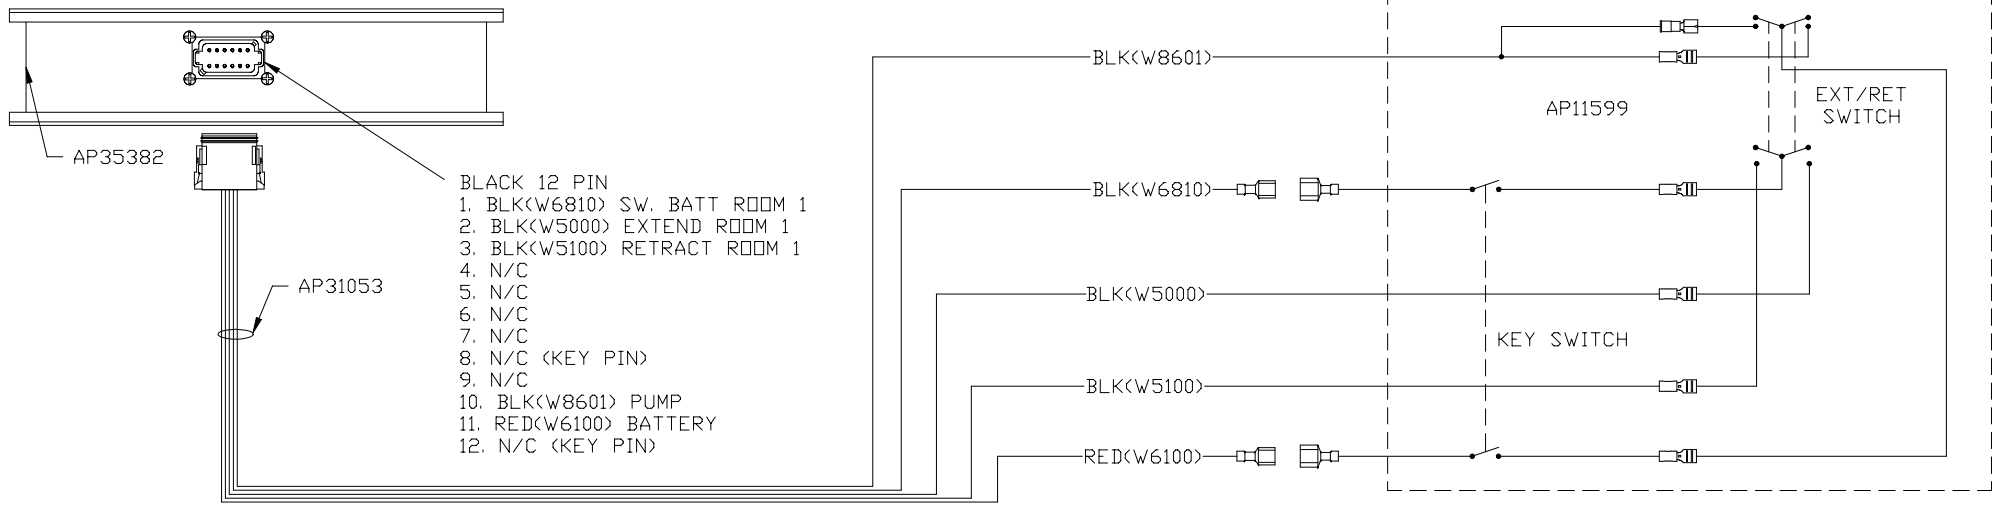 AP35382
BLACK 12 PIN
1. BLK(W6810) SW. BATT ROOM 1
2. BLK(W5000) EXTEND ROOM 1
3. BLK(W5100) RETRACT ROOM 1
4. N/C
5. N/C
6. N/C
7. N/C
8. N/C (KEY PIN)
9. N/C
10. BLK(W8601) PUMP
11. RED(W6100) BATTERY
12. N/C (KEY PIN)
AP31053
BLK(W8601)
BLK(W6810)
BLK(W5000)
BLK(W5100)
RED(W6100)
AP11599
EXT/RET
SWITCH
KEY SWITCH